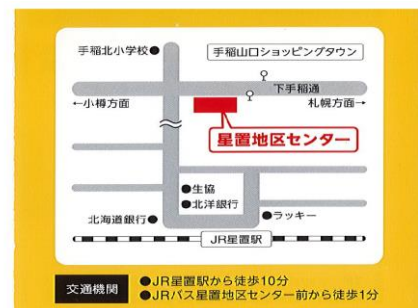 手稲北小学校●
手稲山口ショッピングタウン
下手稲通
←小樽方面
札幌方面→
星置地区センター
●生協
●北洋銀行
北海道銀行●
●ラッキー
JR星置駅
交通機関
●JR星置駅から徒歩10分
●JRバス星置地区センター前から徒歩1分